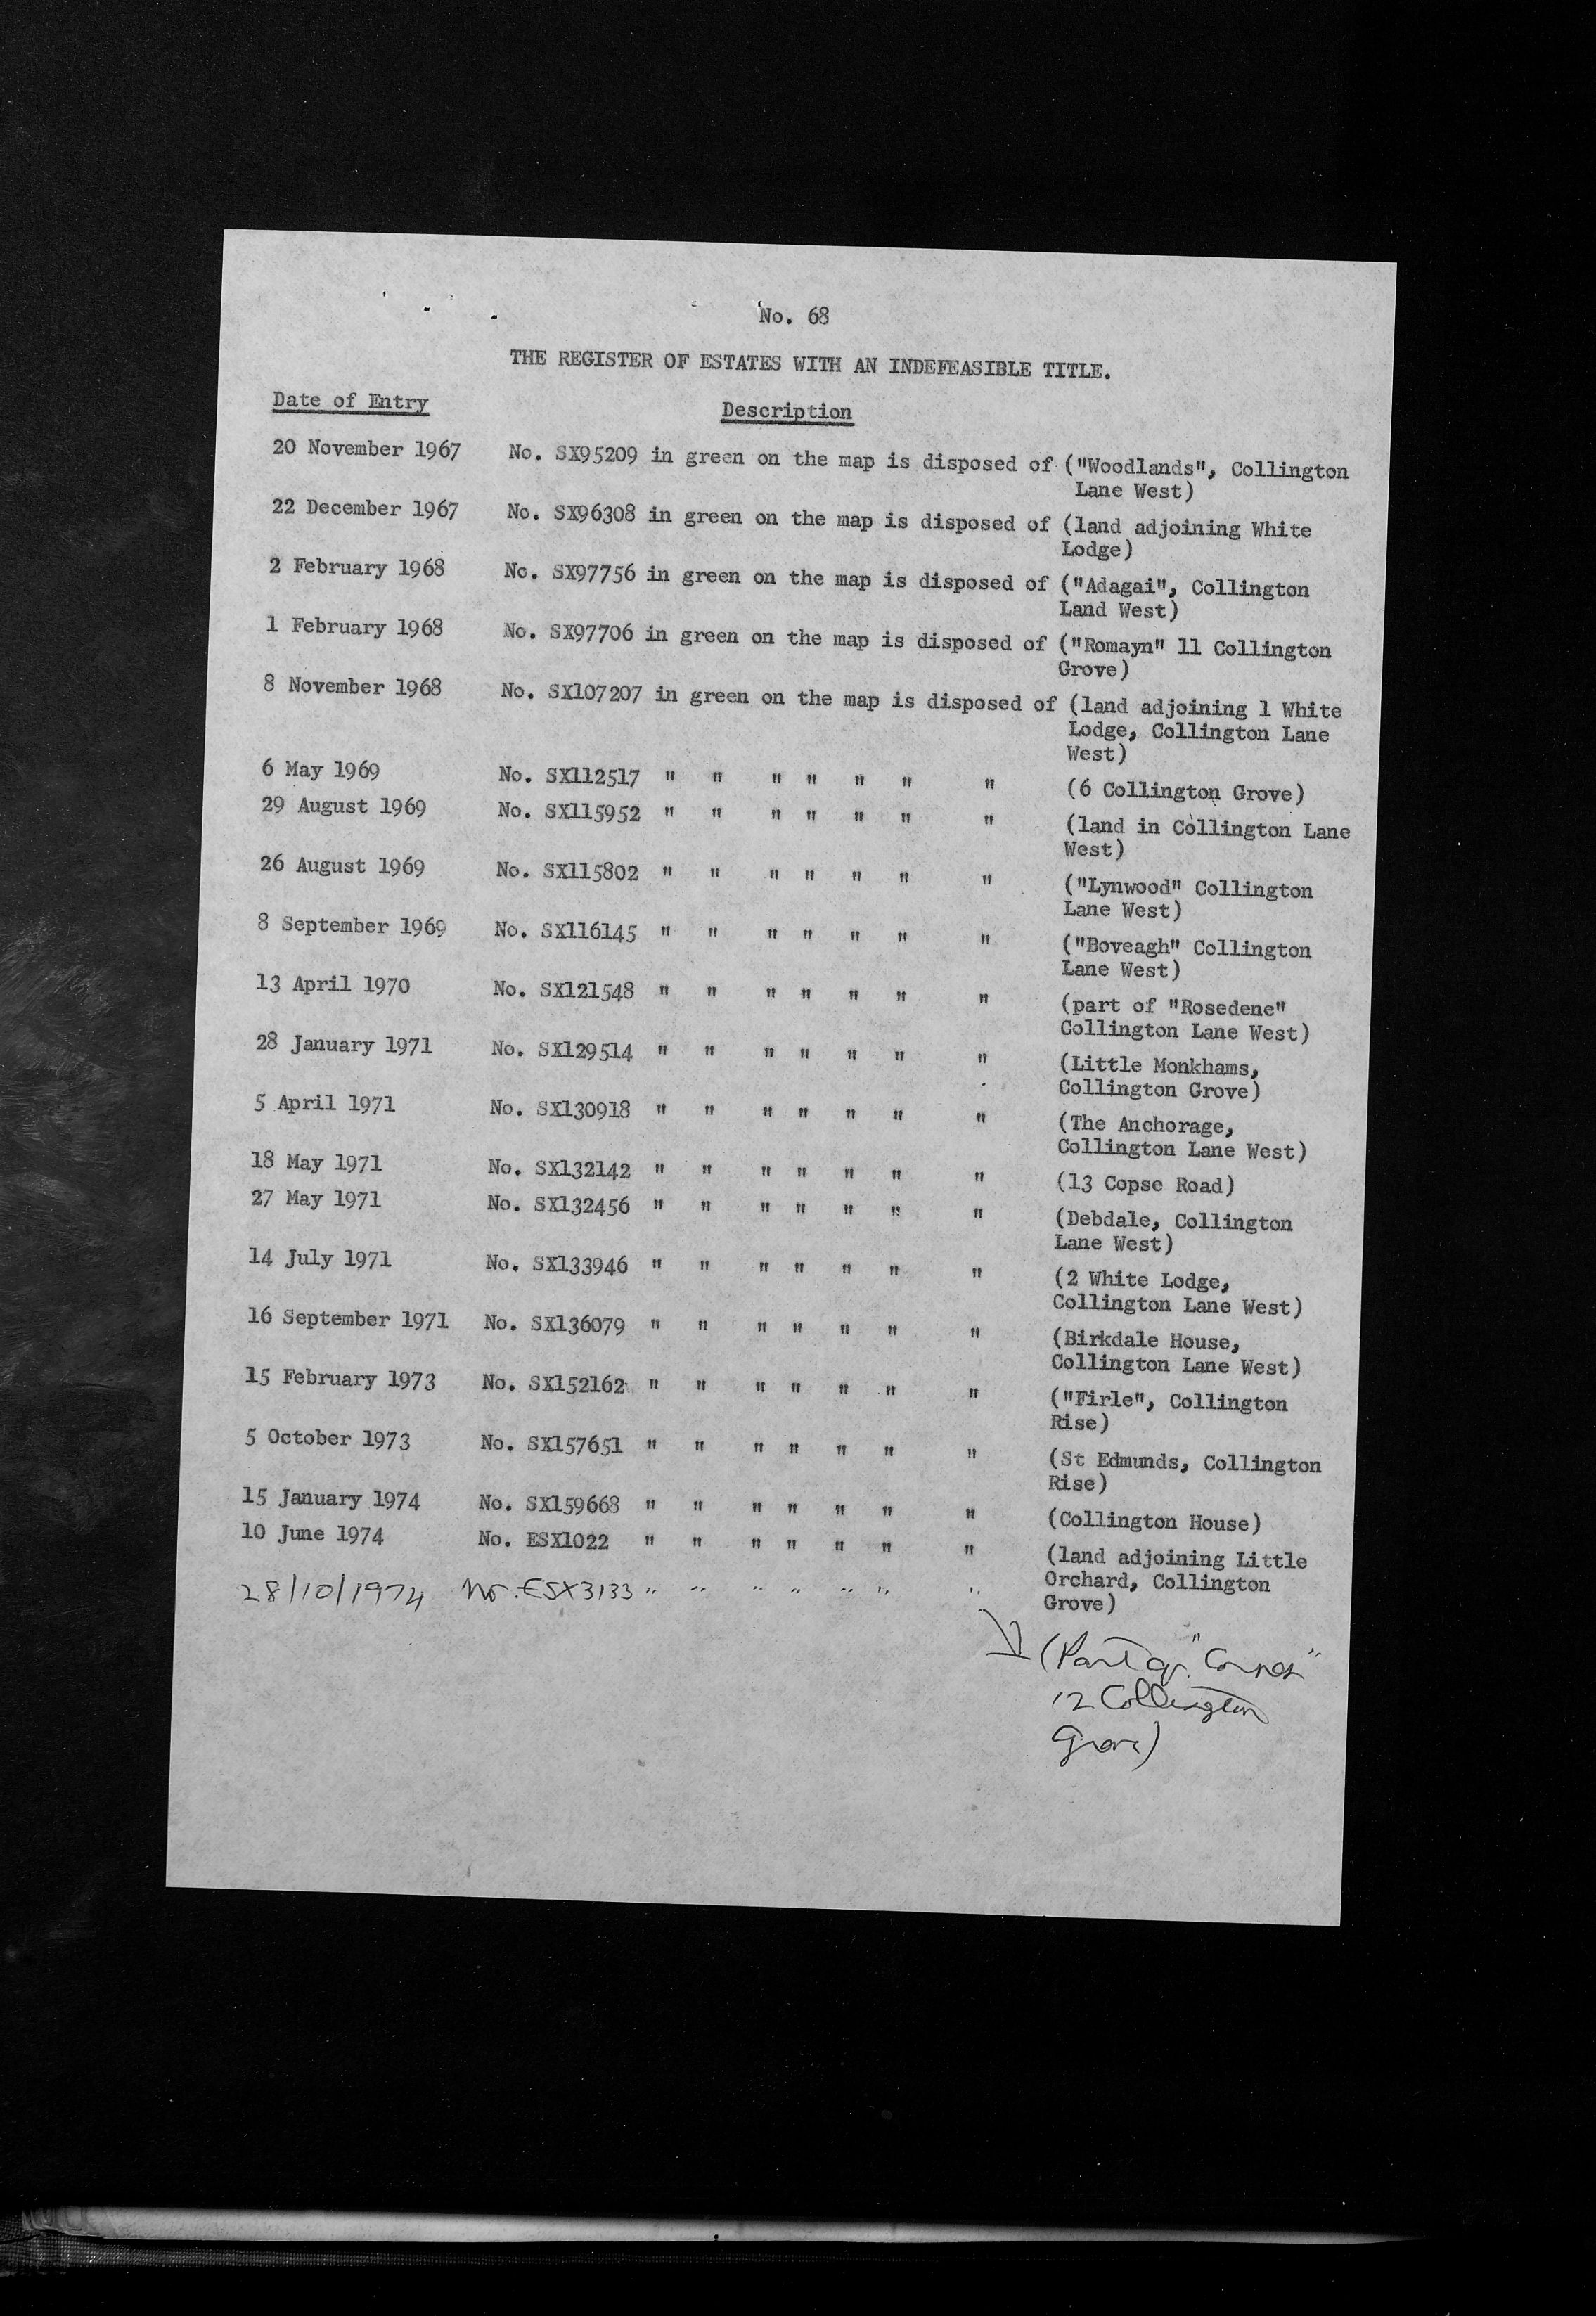 No. 68
THE REGISTER OF ESTATES WITH AN INDEFEASIBLE TITLE.
Date of Entry Description
20 November 1967 No. SX95209 in green on the map is disposed of ("Woodlands", Collington
Lane West)
22 December 1967 No. SX96308 in green on the map is disposed of (land adjoining White
Lodge)
2 February 1968 No. SX97756 in green on the map is disposed of ("Adagai", Collington
Land West)
1 February 1968 No. SX97706 in green on the map is disposed of ("Romayn" 11 Collington
Grove)
8 November 1968 No. SX107207 in green on the map is disposed of (land adjoining 1 White
Lodge, Collington Lane
West)
6 May 1969 No. SX112517 " " " " " " " (6 Collington Grove)
29 August 1969 No. SX115952 " " " " " " " (land in Collington Lane
West)
26 August 1969 No. SX115802 " " " " " " " ("Lynwood" Collington
Lane West)
8 September 1969 No. SX116145 " " " " " " " ("Boveagh" Collington
Lane West)
13 April 1970 No. SX121548 " " " " " " " (part of "Rosedene"
Collington Lane West)
28 January 1971 No. SX129514 " " " " " " " (Little Monkhams,
Collington Grove)
5 April 1971 No. SX130918 " " " " " " " (The Anchorage,
Collington Lane West)
18 May 1971 No. SX132142 " " " " " " " (13 Copse Road)
27 May 1971 No. SX132456 " " " " " " " (Debdale, Collington
Lane West)
14 July 1971 No. SX133946 " " " " " " " (2 White Lodge,
Collington Lane West)
16 September 1971 No. SX136079 " " " " " " " (Birkdale House,
Collington Lane West)
15 February 1973 No. SX152162 " " " " " " " ("Firle", Collington
Rise)
5 October 1973 No. SX157651 " " " " " " " (St Edmunds, Collington
Rise)
15 January 1974 No. SX159668 " " " " " " " (Collington House)
10 June 1974 No. ESX1022 " " " " " " " (land adjoining Little
Orchard, Collington
Grove)
28/10/1974 No. ESX3133 " " " " " " "
(Part of
12 Collington
Grove)